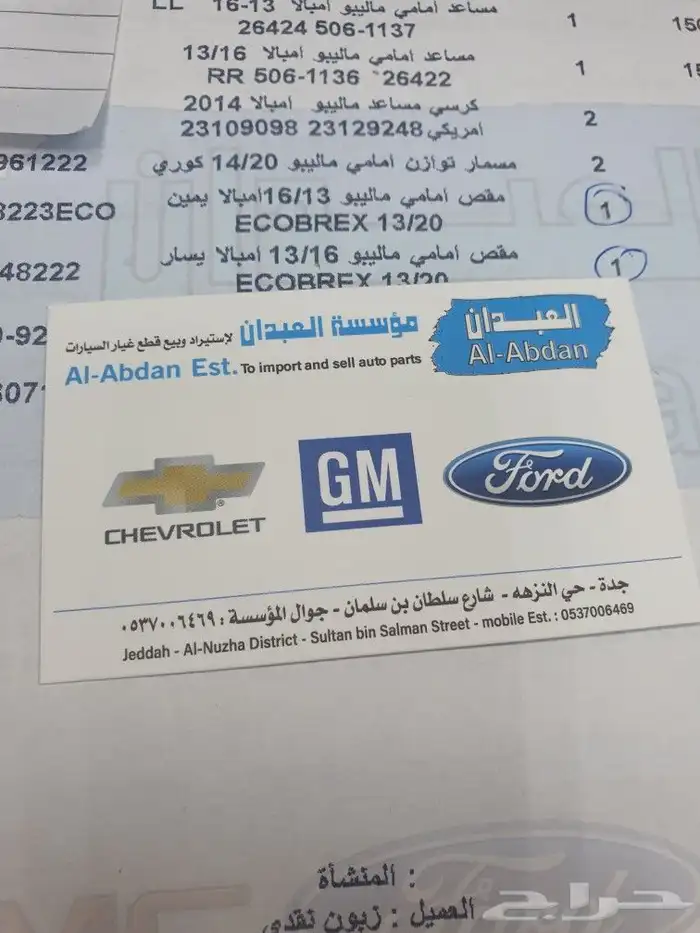 مساعد امامي ماليبو امبالا 13-16 LL 1
26424 506-1137
مساعد امامي ماليبو امبالا 13/16 1
RR 506-1136 26422
كرسي مساعد ماليبو امبالا 2014 2
امريكي 23129248 23109098
مسمار توازن امامي ماليبو 14/20 كوري 2
961222
مقص امامي ماليبو 16/13 امبالا يمين 1
ECOBREX 13/20
8223ECO
مقص امامي ماليبو 13/16 امبالا يسار 1
ECOBREX 13/20
48222
مؤسسة العبدان لإستيراد وبيع قطع غيار السيارات
Al-Abdan Est. To import and sell auto parts
العبدان
Al-Abdan
CHEVROLET
GM
Ford
جدة - حي النزهه - شارع سلطان بن سلمان - جوال المؤسسة : ٠٥٣٧٠٠٦٤٦٩
Jeddah - Al-Nuzha District - Sultan bin Salman Street - mobile Est. : 0537006469
المنشأة :
العميل : زبون نقدي
حراج